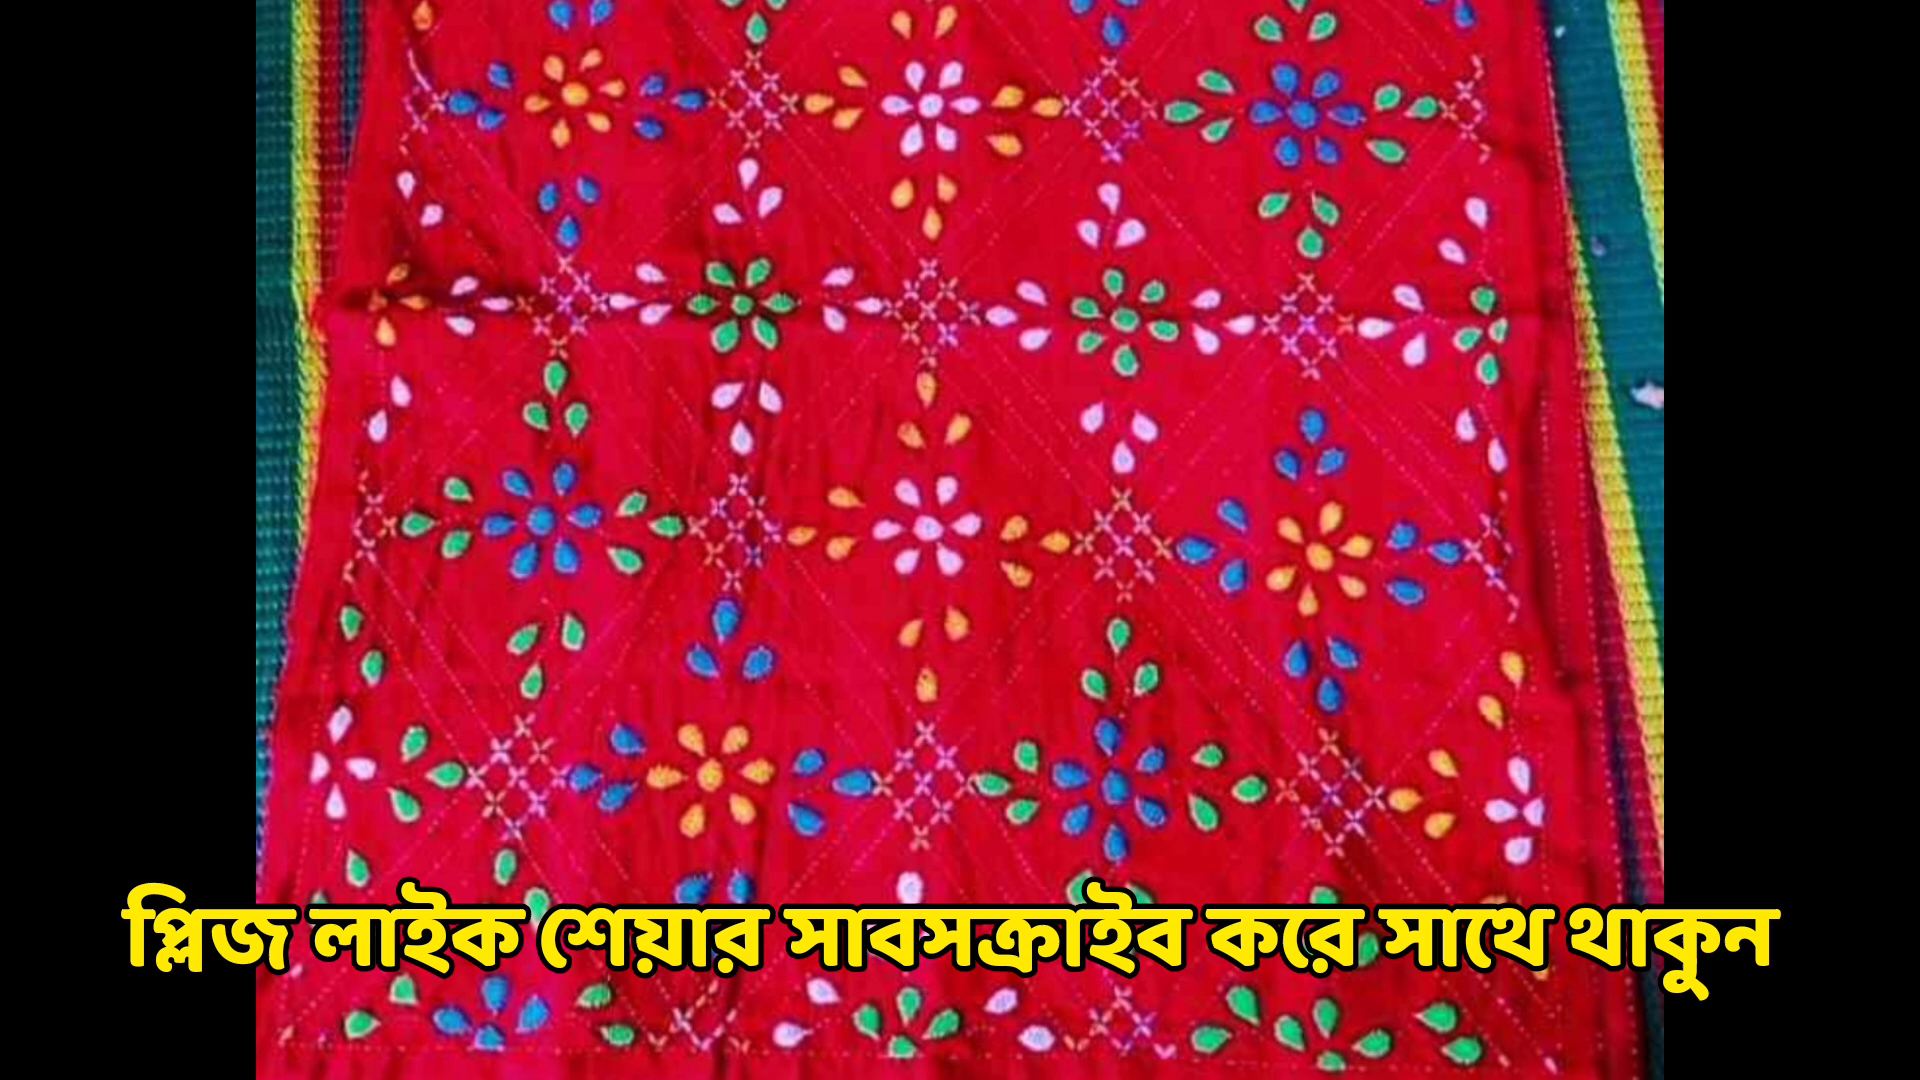 প্লিজ লাইক শেয়ার সাবসক্রাইব করে সাথে থাকুন